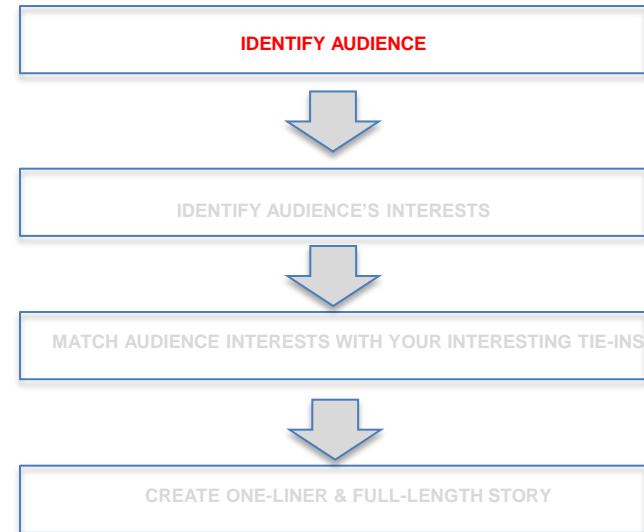 IDENTIFY AUDIENCE
IDENTIFY AUDIENCE’S INTERESTS
MATCH AUDIENCE INTERESTS WITH YOUR INTERESTING TIE-INS
CREATE ONE-LINER & FULL-LENGTH STORY